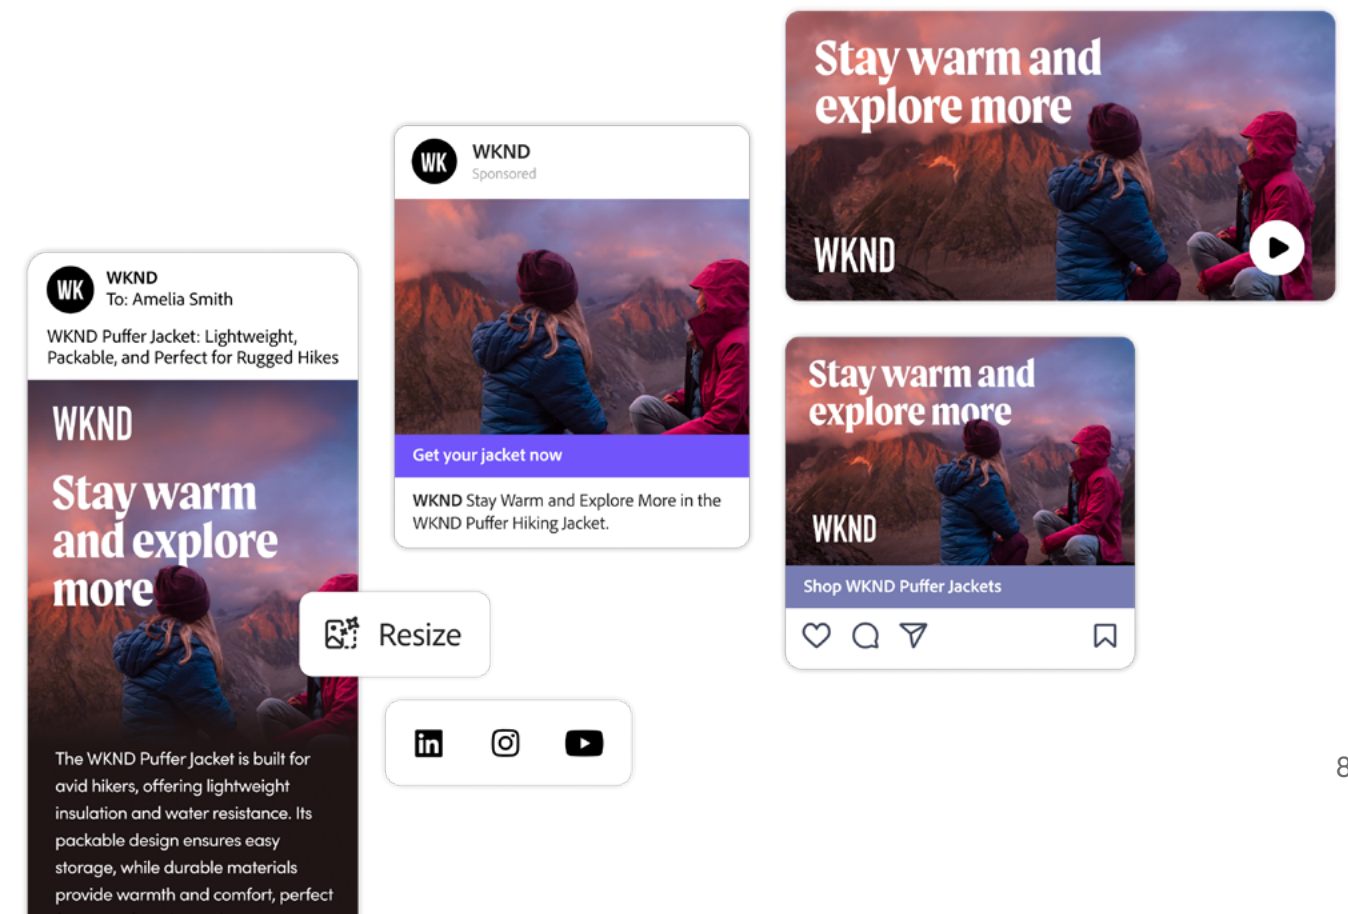 WK
WKND
To: Amelia Smith
WKND Puffer Jacket: Lightweight,
Packable, and Perfect for Rugged Hikes
WKND
Stay warm
and explore
more
The WKND Puffer Jacket is built for
avid hikers, offering lightweight
insulation and water resistance. Its
packable design ensures easy
storage, while durable materials
provide warmth and comfort, perfect
WK
WKND
Sponsored
Get your jacket now
WKND Stay Warm and Explore More in the
WKND Puffer Hiking Jacket.
Resize
in
Stay warm and
explore more
WKND
Stay warm and
explore more
WKND
Shop WKND Puffer Jackets
8